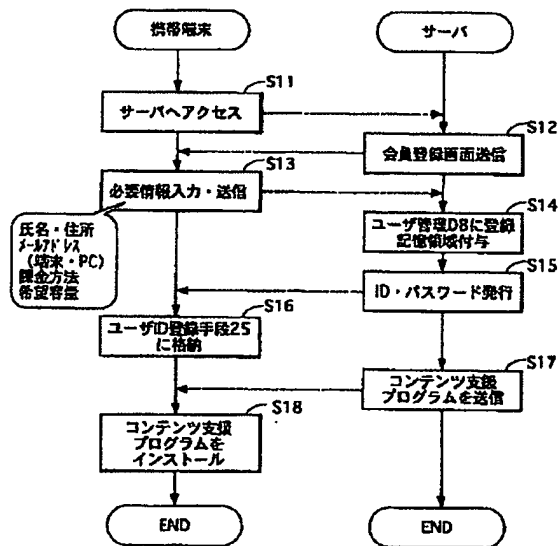 携帯端末
サーバ
S11
サーバへアクセス
S12
会員登録画面送信
S13
必要情報入力・送信
氏名・住所
メールアドレス
(端末・PC)
課金方法
希望容量
S14
ユーザ管理DBに登録
記憶領域付与
S15
ID・パスワード発行
S16
ユーザID登録手段25
に格納
S17
コンテンツ支援
プログラムを送信
S18
コンテンツ支援
プログラムを
インストール
END
END